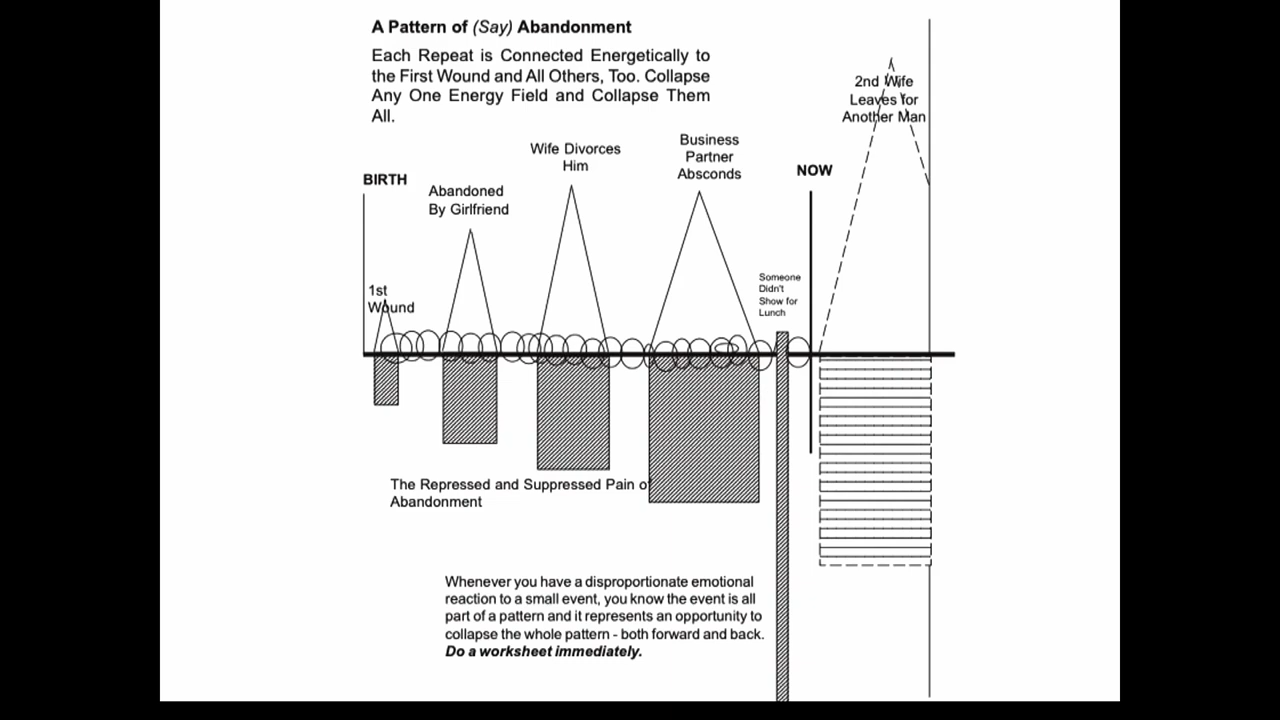 A Pattern of (Say) Abandonment
Each Repeat is Connected Energetically to
the First Wound and All Others, Too. Collapse
Any One Energy Field and Collapse Them
All.
2nd Wife
Leaves for
Another Man
Business
Partner
Absconds
Wife Divorces
Him
NOW
BIRTH
Abandoned
By Girlfriend
Someone
Didn't
Show for
Lunch
1st
Wound
The Repressed and Suppressed Pain of
Abandonment
Whenever you have a disproportionate emotional
reaction to a small event, you know the event is all
part of a pattern and it represents an opportunity to
collapse the whole pattern - both forward and back.
Do a worksheet immediately.